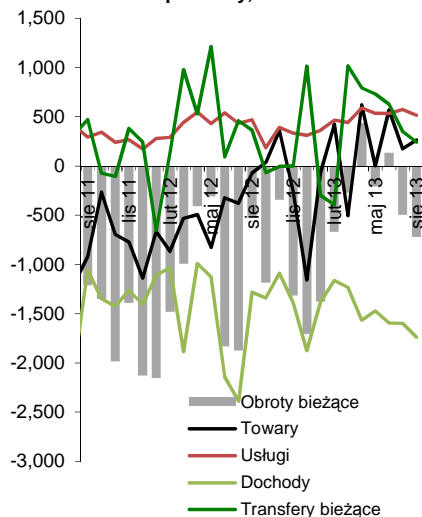 1,500
1,000
500
0
-500
-1,000
-1,500
-2,000
-2,500
-3,000
sie 11
lis 11
lut 12
maj 12
sie 12
lis 12
lut 13
maj 13
sie 13
Obroty bieżące
Towary
Usługi
Dochody
Transfery bieżące